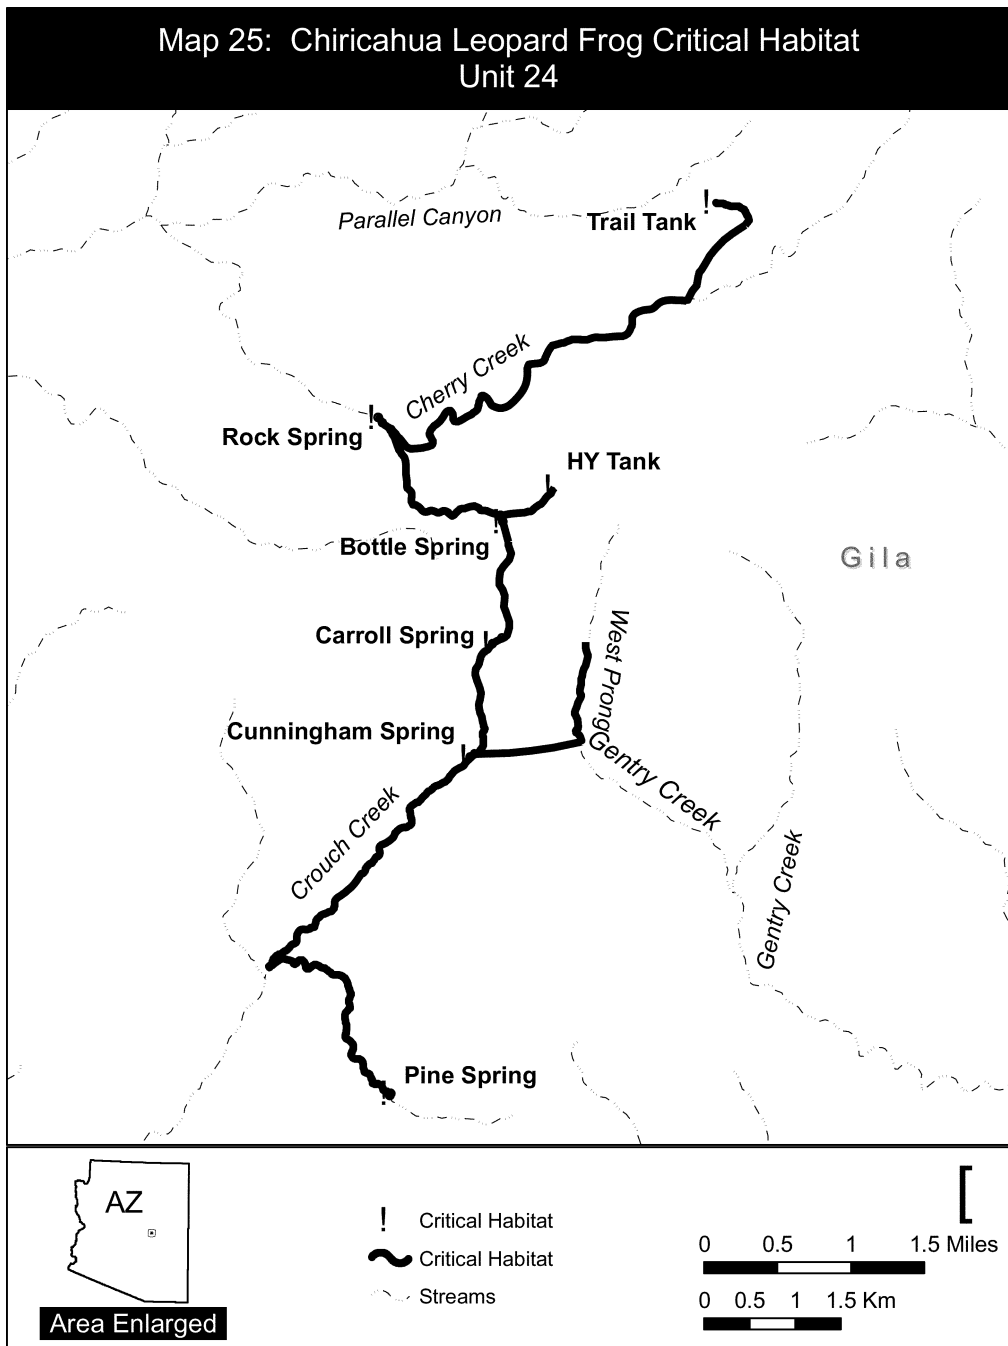 Map 25: Chiricahua Leopard Frog Critical Habitat
Unit 24
Parallel Canyon
Trail Tank
!
Cherry Creek
!
Rock Spring
HY Tank
!
!
Bottle Spring
Gila
Carroll Spring
!
West Prong
Gentry Creek
Cunningham Spring
!
Crouch Creek
Gentry Creek
Pine Spring
!
AZ
Area Enlarged
! Critical Habitat
Critical Habitat
Streams
[
0 0.5 1 1.5 Miles
0 0.5 1 1.5 Km